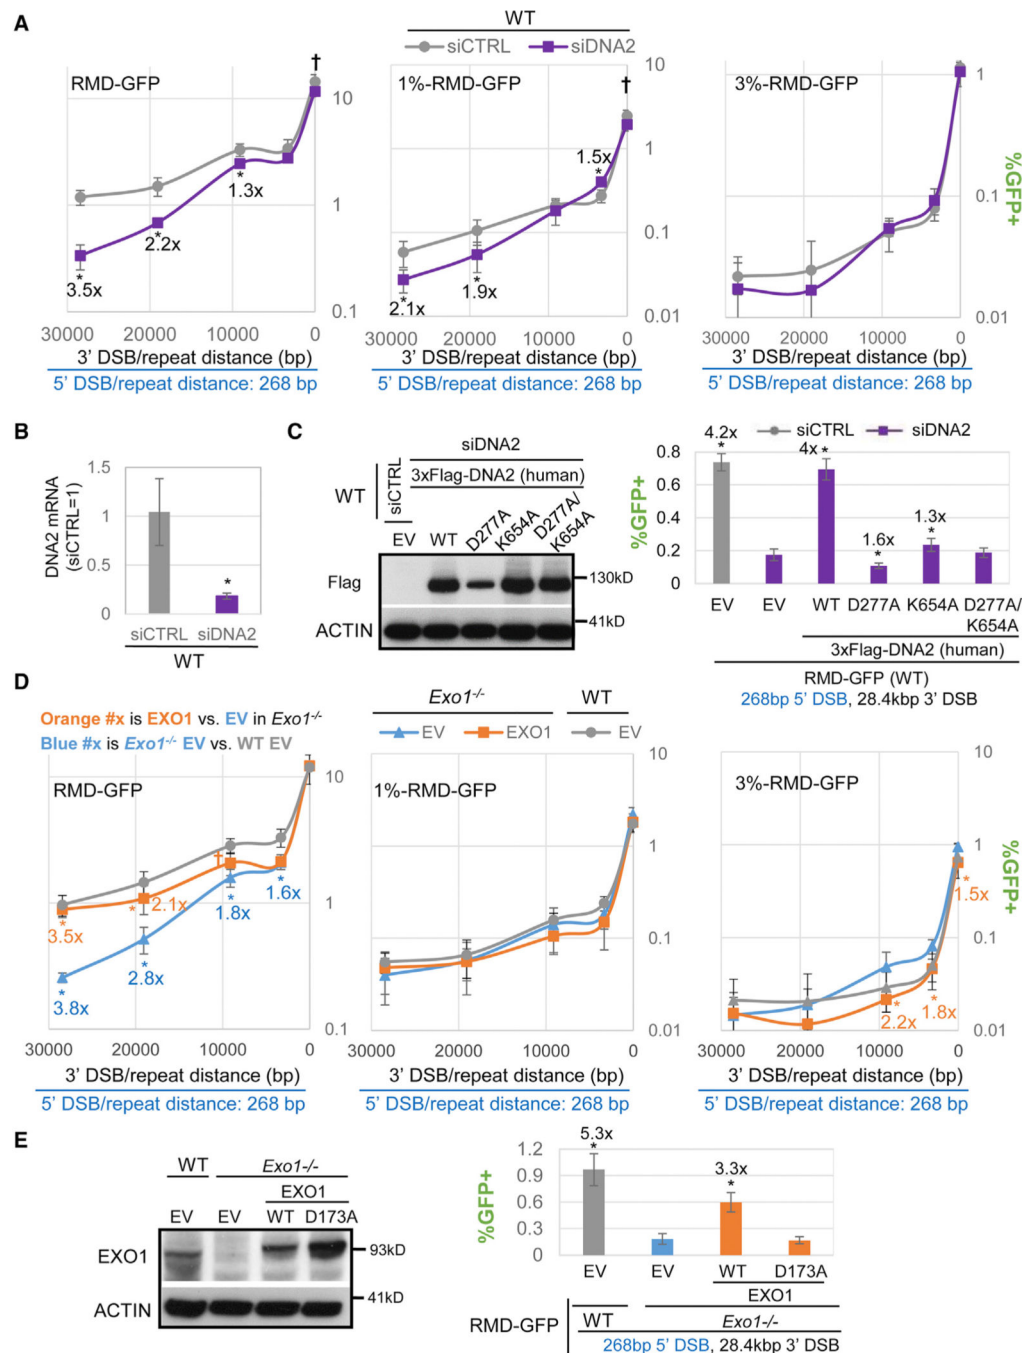 A
WT
siCTRL siDNA2
RMD-GFP
†
10
1
0.1
3.5x
*
2.2x
*
1.3x
*
30000 20000 10000 0
3' DSB/repeat distance (bp)
5' DSB/repeat distance: 268 bp
1%-RMD-GFP
†
10
1
0.1
0.01
2.1x
*
1.9x
*
1.5x
*
30000 20000 10000 0
3' DSB/repeat distance (bp)
5' DSB/repeat distance: 268 bp
3%-RMD-GFP
1
0.1
0.01
%GFP+
30000 20000 10000 0
3' DSB/repeat distance (bp)
5' DSB/repeat distance: 268 bp
B
DNA2 mRNA
(siCTRL=1)
1.5
1
0.5
0
*
siCTRL siDNA2
WT
C
siDNA2
WT
siCTRL
3xFlag-DNA2 (human)
EV WT D277A K654A D277A/
K654A
Flag
130kD
ACTIN
41kD
siCTRL siDNA2
%GFP+
0.8
0.6
0.4
0.2
0
4.2x
*
4x *
1.6x
*
1.3x
*
EV EV WT D277A K654A D277A/
K654A
3xFlag-DNA2 (human)
RMD-GFP (WT)
268bp 5' DSB, 28.4kbp 3' DSB
D
Orange #x is EXO1 vs. EV in Exo1-/-
Blue #x is Exo1-/- EV vs. WT EV
Exo1-/- WT
EV EXO1 EV
RMD-GFP
10
1
0.1
†
3.5x
*
* 2.1x
3.8x
*
2.8x
*
1.8x
*
1.6x
*
30000 20000 10000 0
3' DSB/repeat distance (bp)
5' DSB/repeat distance: 268 bp
1%-RMD-GFP
10
1
0.1
0.01
30000 20000 10000 0
3' DSB/repeat distance (bp)
5' DSB/repeat distance: 268 bp
3%-RMD-GFP
10
1
0.1
0.01
%GFP+
*
1.5x
*
1.8x
*
2.2x
30000 20000 10000 0
3' DSB/repeat distance (bp)
5' DSB/repeat distance: 268 bp
E
WT Exo1-/-
EXO1
EV EV WT D173A
EXO1
93kD
ACTIN
41kD
%GFP+
1.2
0.9
0.6
0.3
0
5.3x
*
3.3x
*
EV EV WT D173A
EXO1
RMD-GFP WT Exo1-/-
268bp 5' DSB, 28.4kbp 3' DSB